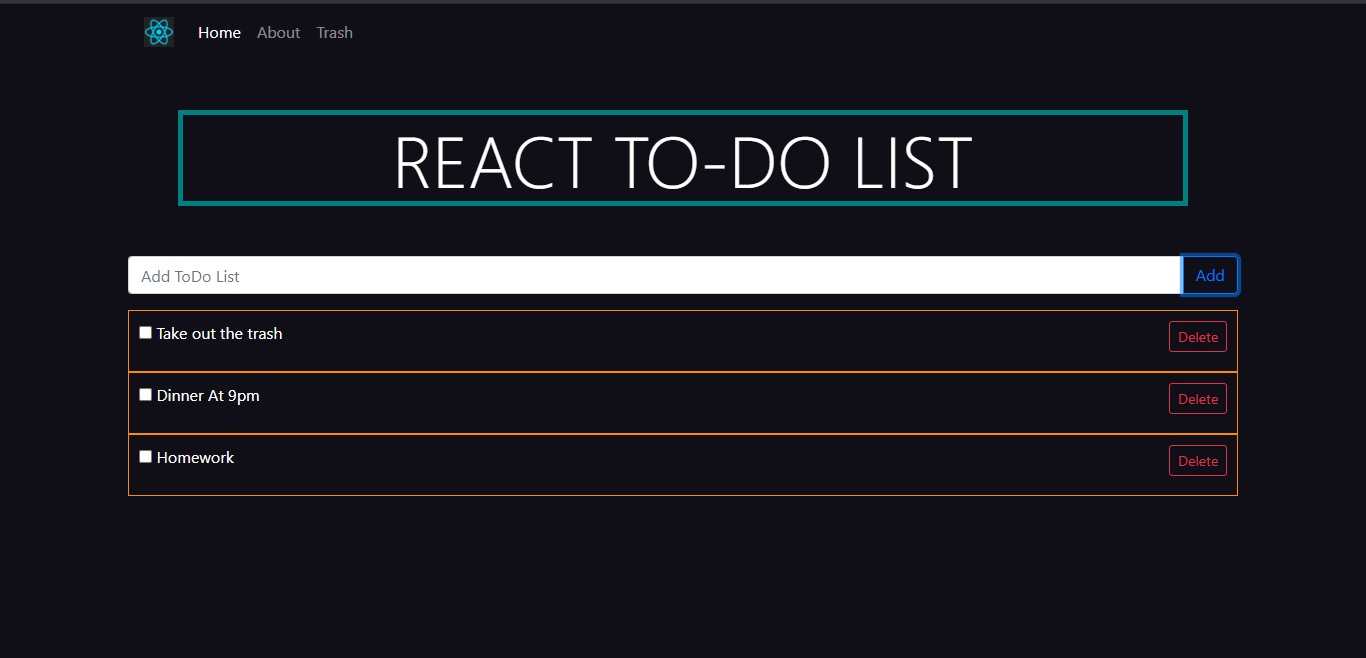 Home About Trash
REACT TO-DO LIST
Add ToDo List Add
Take out the trash Delete
Dinner At 9pm Delete
Homework Delete